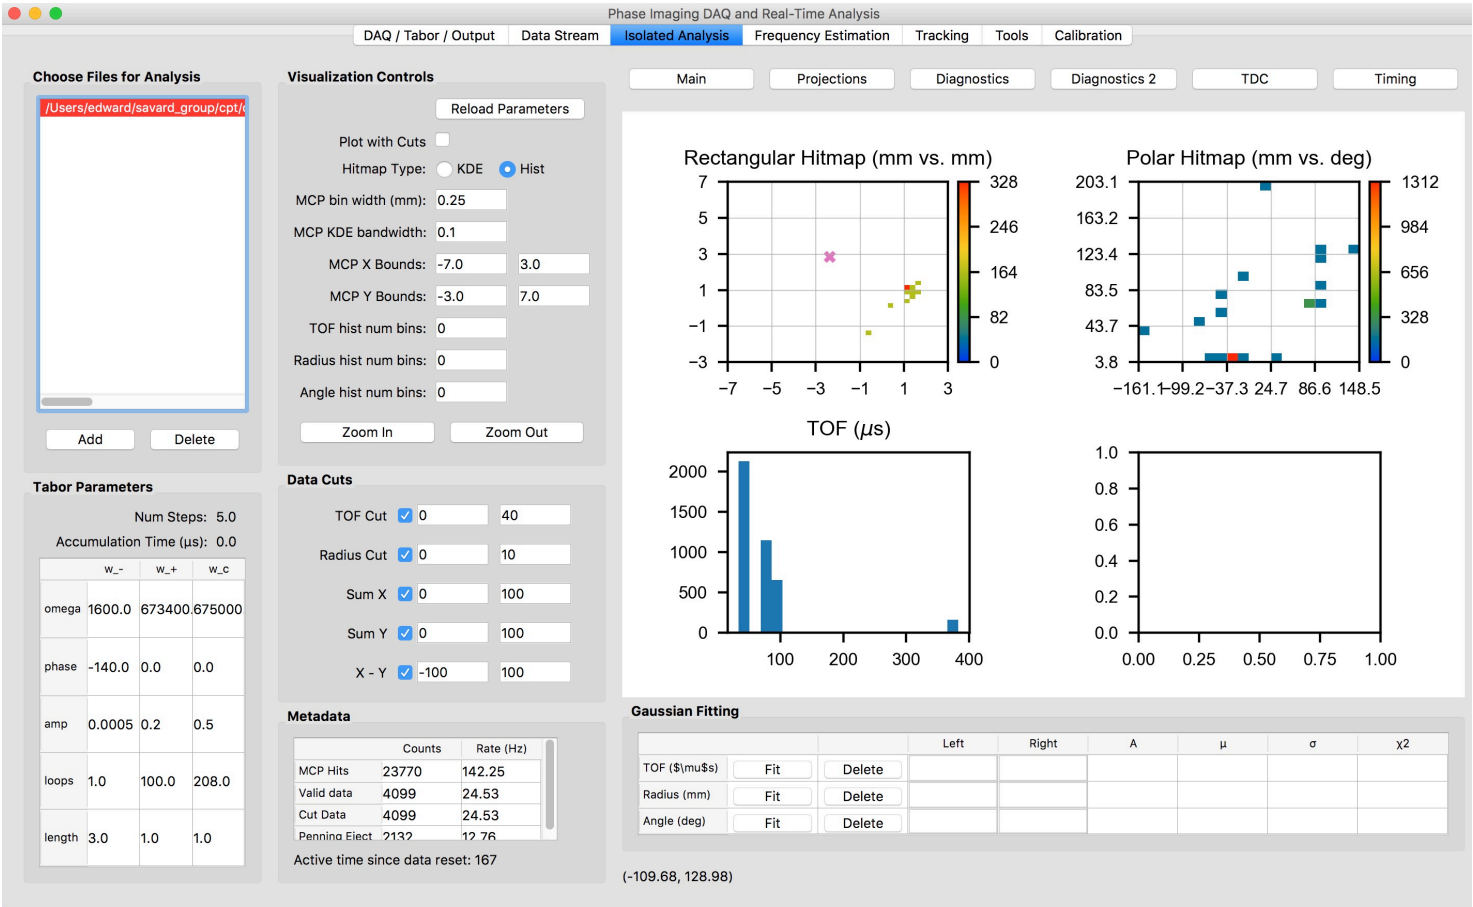 Phase Imaging DAQ and Real-Time Analysis
DAQ / Tabor / Output Data Stream Isolated Analysis Frequency Estimation Tracking Tools Calibration
Choose Files for Analysis
/Users/edward/savard_group/cpt/
Add Delete
Tabor Parameters
Num Steps: 5.0
Accumulation Time (µs): 0.0
w_- w_+ w_c
omega 1600.0 673400. 675000
phase -140.0 0.0 0.0
amp 0.0005 0.2 0.5
loops 1.0 100.0 208.0
length 3.0 1.0 1.0
Visualization Controls
Reload Parameters
Plot with Cuts
Hitmap Type: KDE Hist
MCP bin width (mm): 0.25
MCP KDE bandwidth: 0.1
MCP X Bounds: -7.0 3.0
MCP Y Bounds: -3.0 7.0
TOF hist num bins: 0
Radius hist num bins: 0
Angle hist num bins: 0
Zoom In Zoom Out
Data Cuts
TOF Cut 0 40
Radius Cut 0 10
Sum X 0 100
Sum Y 0 100
X - Y -100 100
Metadata
Counts Rate (Hz)
MCP Hits 23770 142.25
Valid data 4099 24.53
Cut Data 4099 24.53
Penning Eject 2132 12.76
Active time since data reset: 167
Main Projections Diagnostics Diagnostics 2 TDC Timing
Rectangular Hitmap (mm vs. mm)
7
5
3
1
−1
−3
−7 −5 −3 −1 1 3
328
246
164
82
0
Polar Hitmap (mm vs. deg)
203.1
163.2
123.4
83.5
43.7
3.8
−161.1 −99.2 −37.3 24.7 86.6 148.5
1312
984
656
328
0
TOF (µs)
2000
1500
1000
500
0
100 200 300 400
1.0
0.8
0.6
0.4
0.2
0.0
0.00 0.25 0.50 0.75 1.00
Gaussian Fitting
Left Right A µ σ χ2
TOF ($\mu$s) Fit Delete
Radius (mm) Fit Delete
Angle (deg) Fit Delete
(-109.68, 128.98)